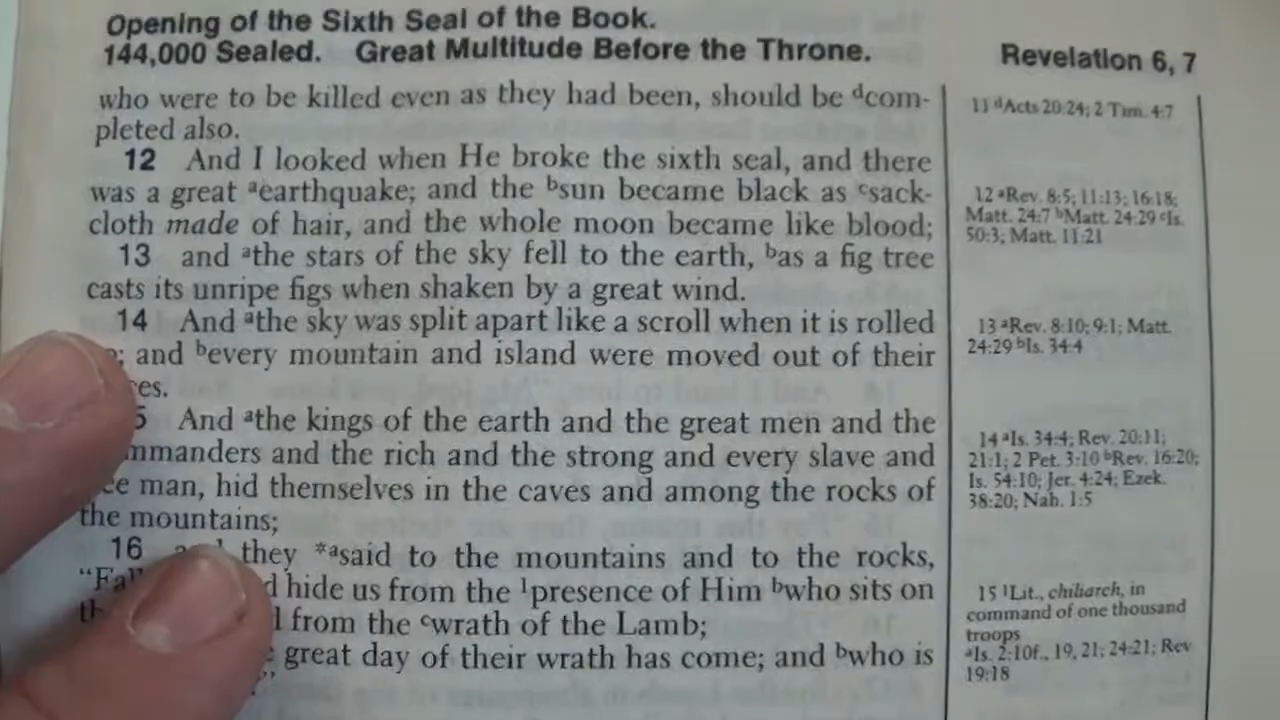 Opening of the Sixth Seal of the Book.
144,000 Sealed. Great Multitude Before the Throne.
Revelation 6, 7
who were to be killed even as they had been, should be dcom-
pleted also.
12 And I looked when He broke the sixth seal, and there
was a great aearthquake; and the bsun became black as csack-
cloth made of hair, and the whole moon became like blood;
13 and athe stars of the sky fell to the earth, bas a fig tree
casts its unripe figs when shaken by a great wind.
14 And athe sky was split apart like a scroll when it is rolled
; and bevery mountain and island were moved out of their
es.
5 And athe kings of the earth and the great men and the
mmanders and the rich and the strong and every slave and
ee man, hid themselves in the caves and among the rocks of
the mountains;
16 they *asaid to the mountains and to the rocks,
“Fal d hide us from the 1presence of Him bwho sits on
from the cwrath of the Lamb;
great day of their wrath has come; and bwho is
”
11 dActs 20:24; 2 Tim. 4:7
12 aRev. 8:5; 11:13; 16:18;
Matt. 24:7 bMatt. 24:29 cIs.
50:3; Matt. 11:21
13 aRev. 8:10; 9:1; Matt.
24:29 bIs. 34:4
14 aIs. 34:4; Rev. 20:11;
21:1; 2 Pet. 3:10 bRev. 16:20;
Is. 54:10; Jer. 4:24; Ezek.
38:20; Nah. 1:5
15 1Lit., chiliarch, in
command of one thousand
troops
aIs. 2:10f., 19, 21; 24:21; Rev
19:18